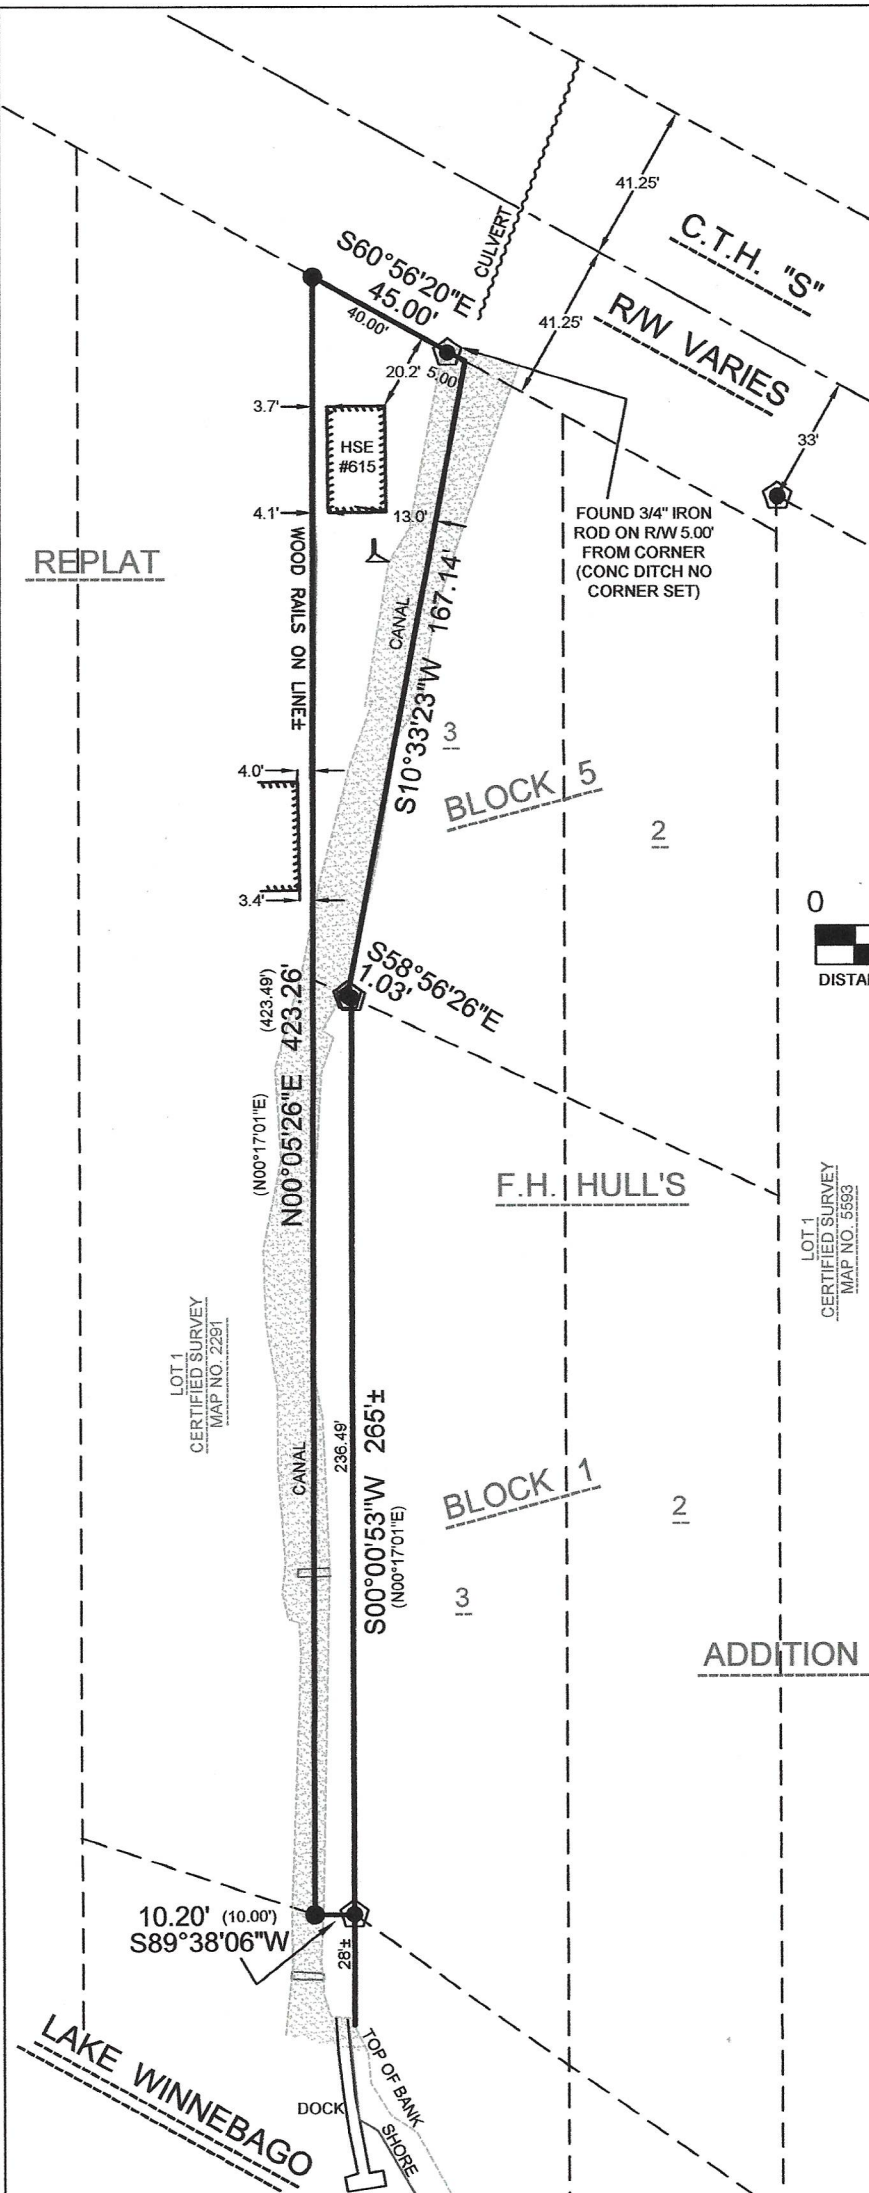 41.25'
C.T.H. "S"
CULVERT
S60°56'20"E
45.00'
40.00'
41.25'
R/W VARIES
20.2'
5.00'
3.7'
HSE
#615
33'
4.1'
13.0'
FOUND 3/4" IRON
ROD ON R/W 5.00'
FROM CORNER
(CONC DITCH NO
CORNER SET)
REPLAT
WOOD RAILS ON LINE±
CANAL
S10°33'23"W 167.14'
3
4.0'
BLOCK 5
2
3.4'
0
DISTA
S58°56'26"E
1.03'
(423.49')
N00°05'26"E 423.26'
(N00°17'01"E)
F.H. HULL'S
LOT 1
CERTIFIED SURVEY
MAP NO. 5593
LOT 1
CERTIFIED SURVEY
MAP NO. 2291
CANAL
236.49'
S00°00'53"W 265'±
(N00°17'01"E)
BLOCK 1
2
3
ADDITION
10.20' (10.00')
S89°38'06"W
28'±
LAKE WINNEBAGO
TOP OF BANK
DOCK
SHORE